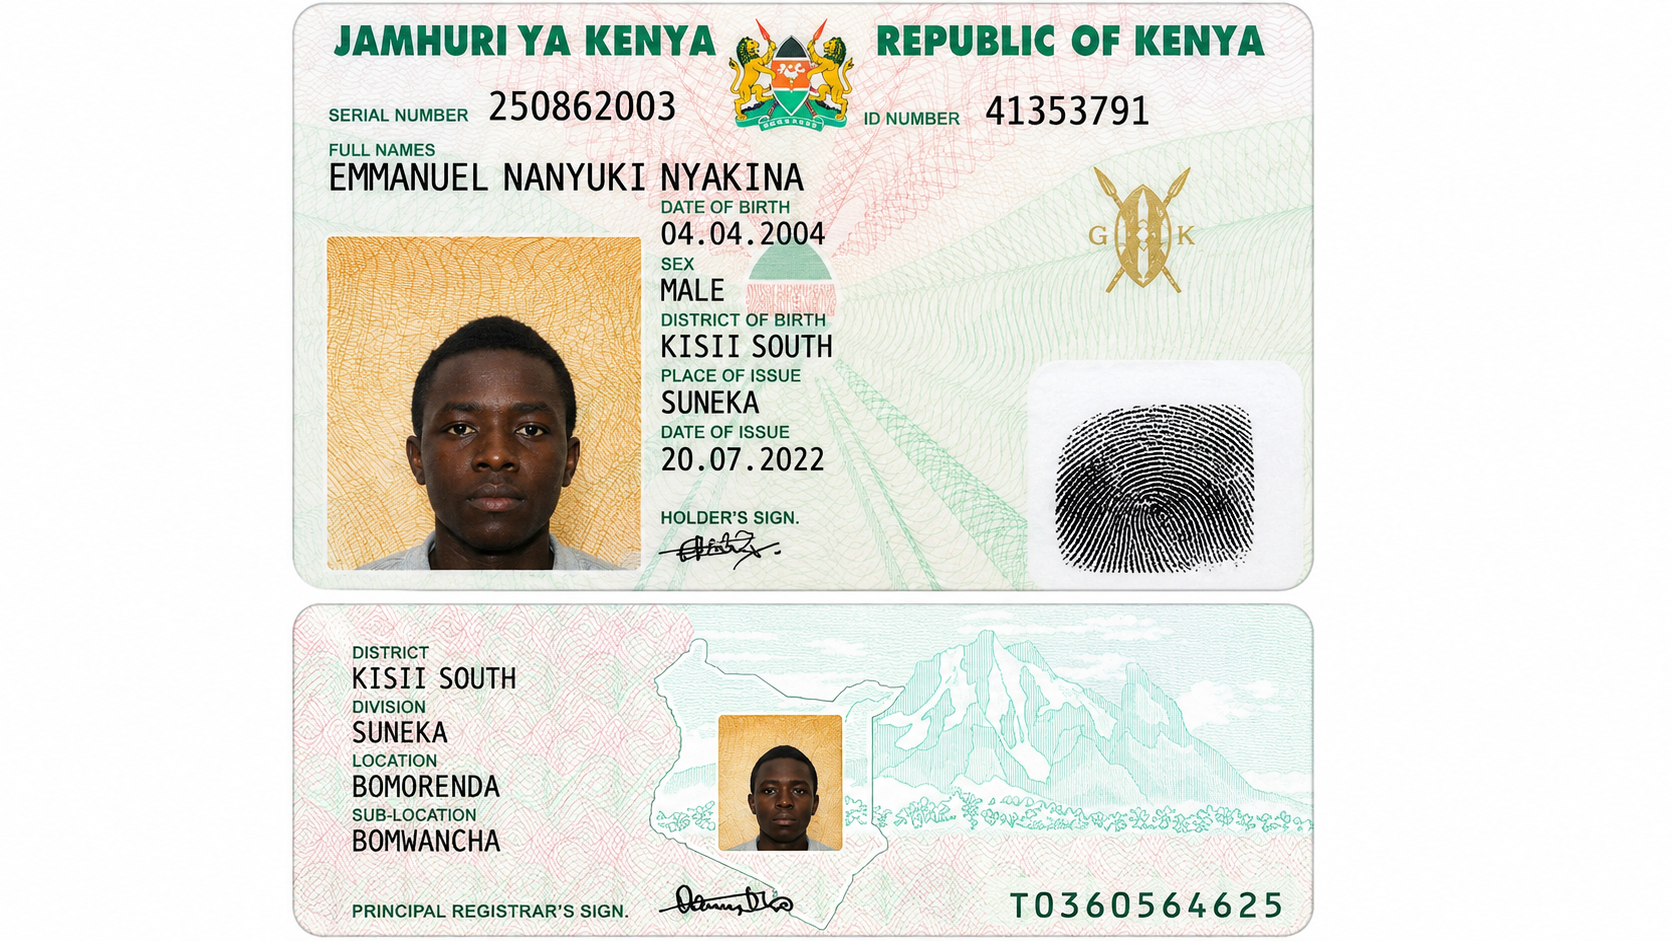 JAMHURI YA KENYA REPUBLIC OF KENYA
SERIAL NUMBER 250862003 ID NUMBER 41353791
FULL NAMES
EMMANUEL NANYUKI NYAKINA
DATE OF BIRTH
04.04.2004
G K
SEX
MALE
DISTRICT OF BIRTH
KISII SOUTH
PLACE OF ISSUE
SUNEKA
DATE OF ISSUE
20.07.2022
HOLDER'S SIGN.
DISTRICT
KISII SOUTH
DIVISION
SUNEKA
LOCATION
BOMORENDA
SUB-LOCATION
BOMWANCHA
PRINCIPAL REGISTRAR'S SIGN.
T0360564625